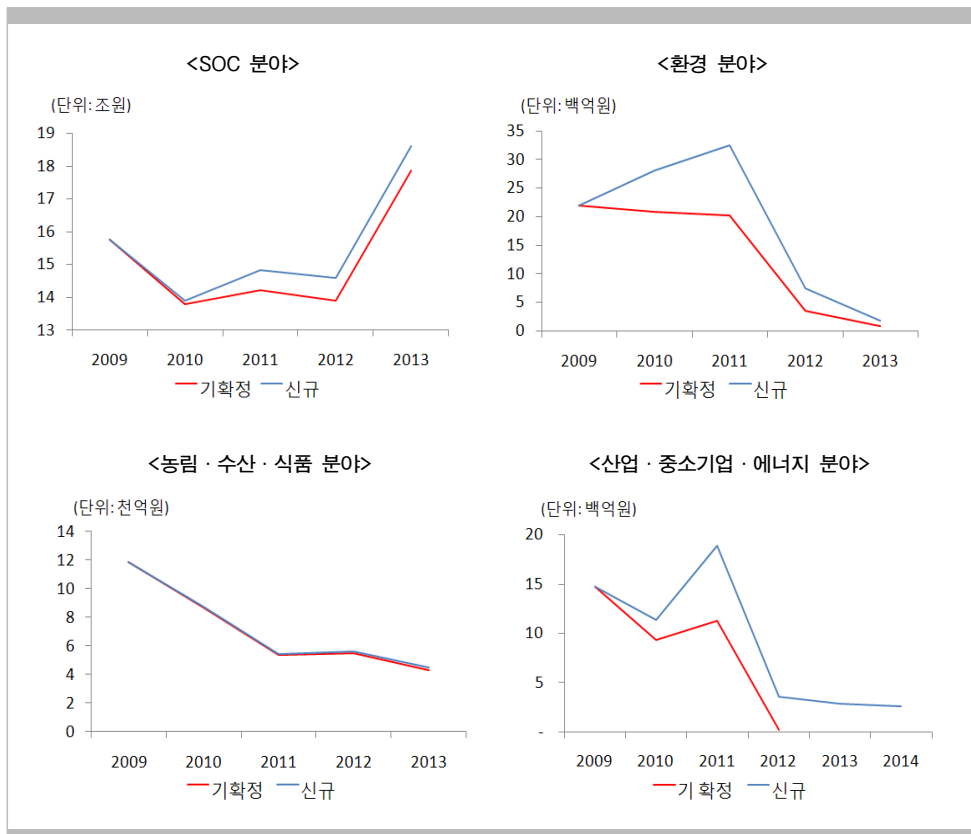 <SOC 분야>
(단위: 조원)
19
18
17
16
15
14
13
2009 2010 2011 2012 2013
기확정 신규
<환경 분야>
(단위: 백억원)
35
30
25
20
15
10
5
0
2009 2010 2011 2012 2013
기확정 신규
<농림·수산·식품 분야>
(단위: 천억원)
14
12
10
8
6
4
2
0
2009 2010 2011 2012 2013
기확정 신규
<산업·중소기업·에너지 분야>
(단위: 백억원)
20
15
10
5
-
2009 2010 2011 2012 2013 2014
기 확정 신규